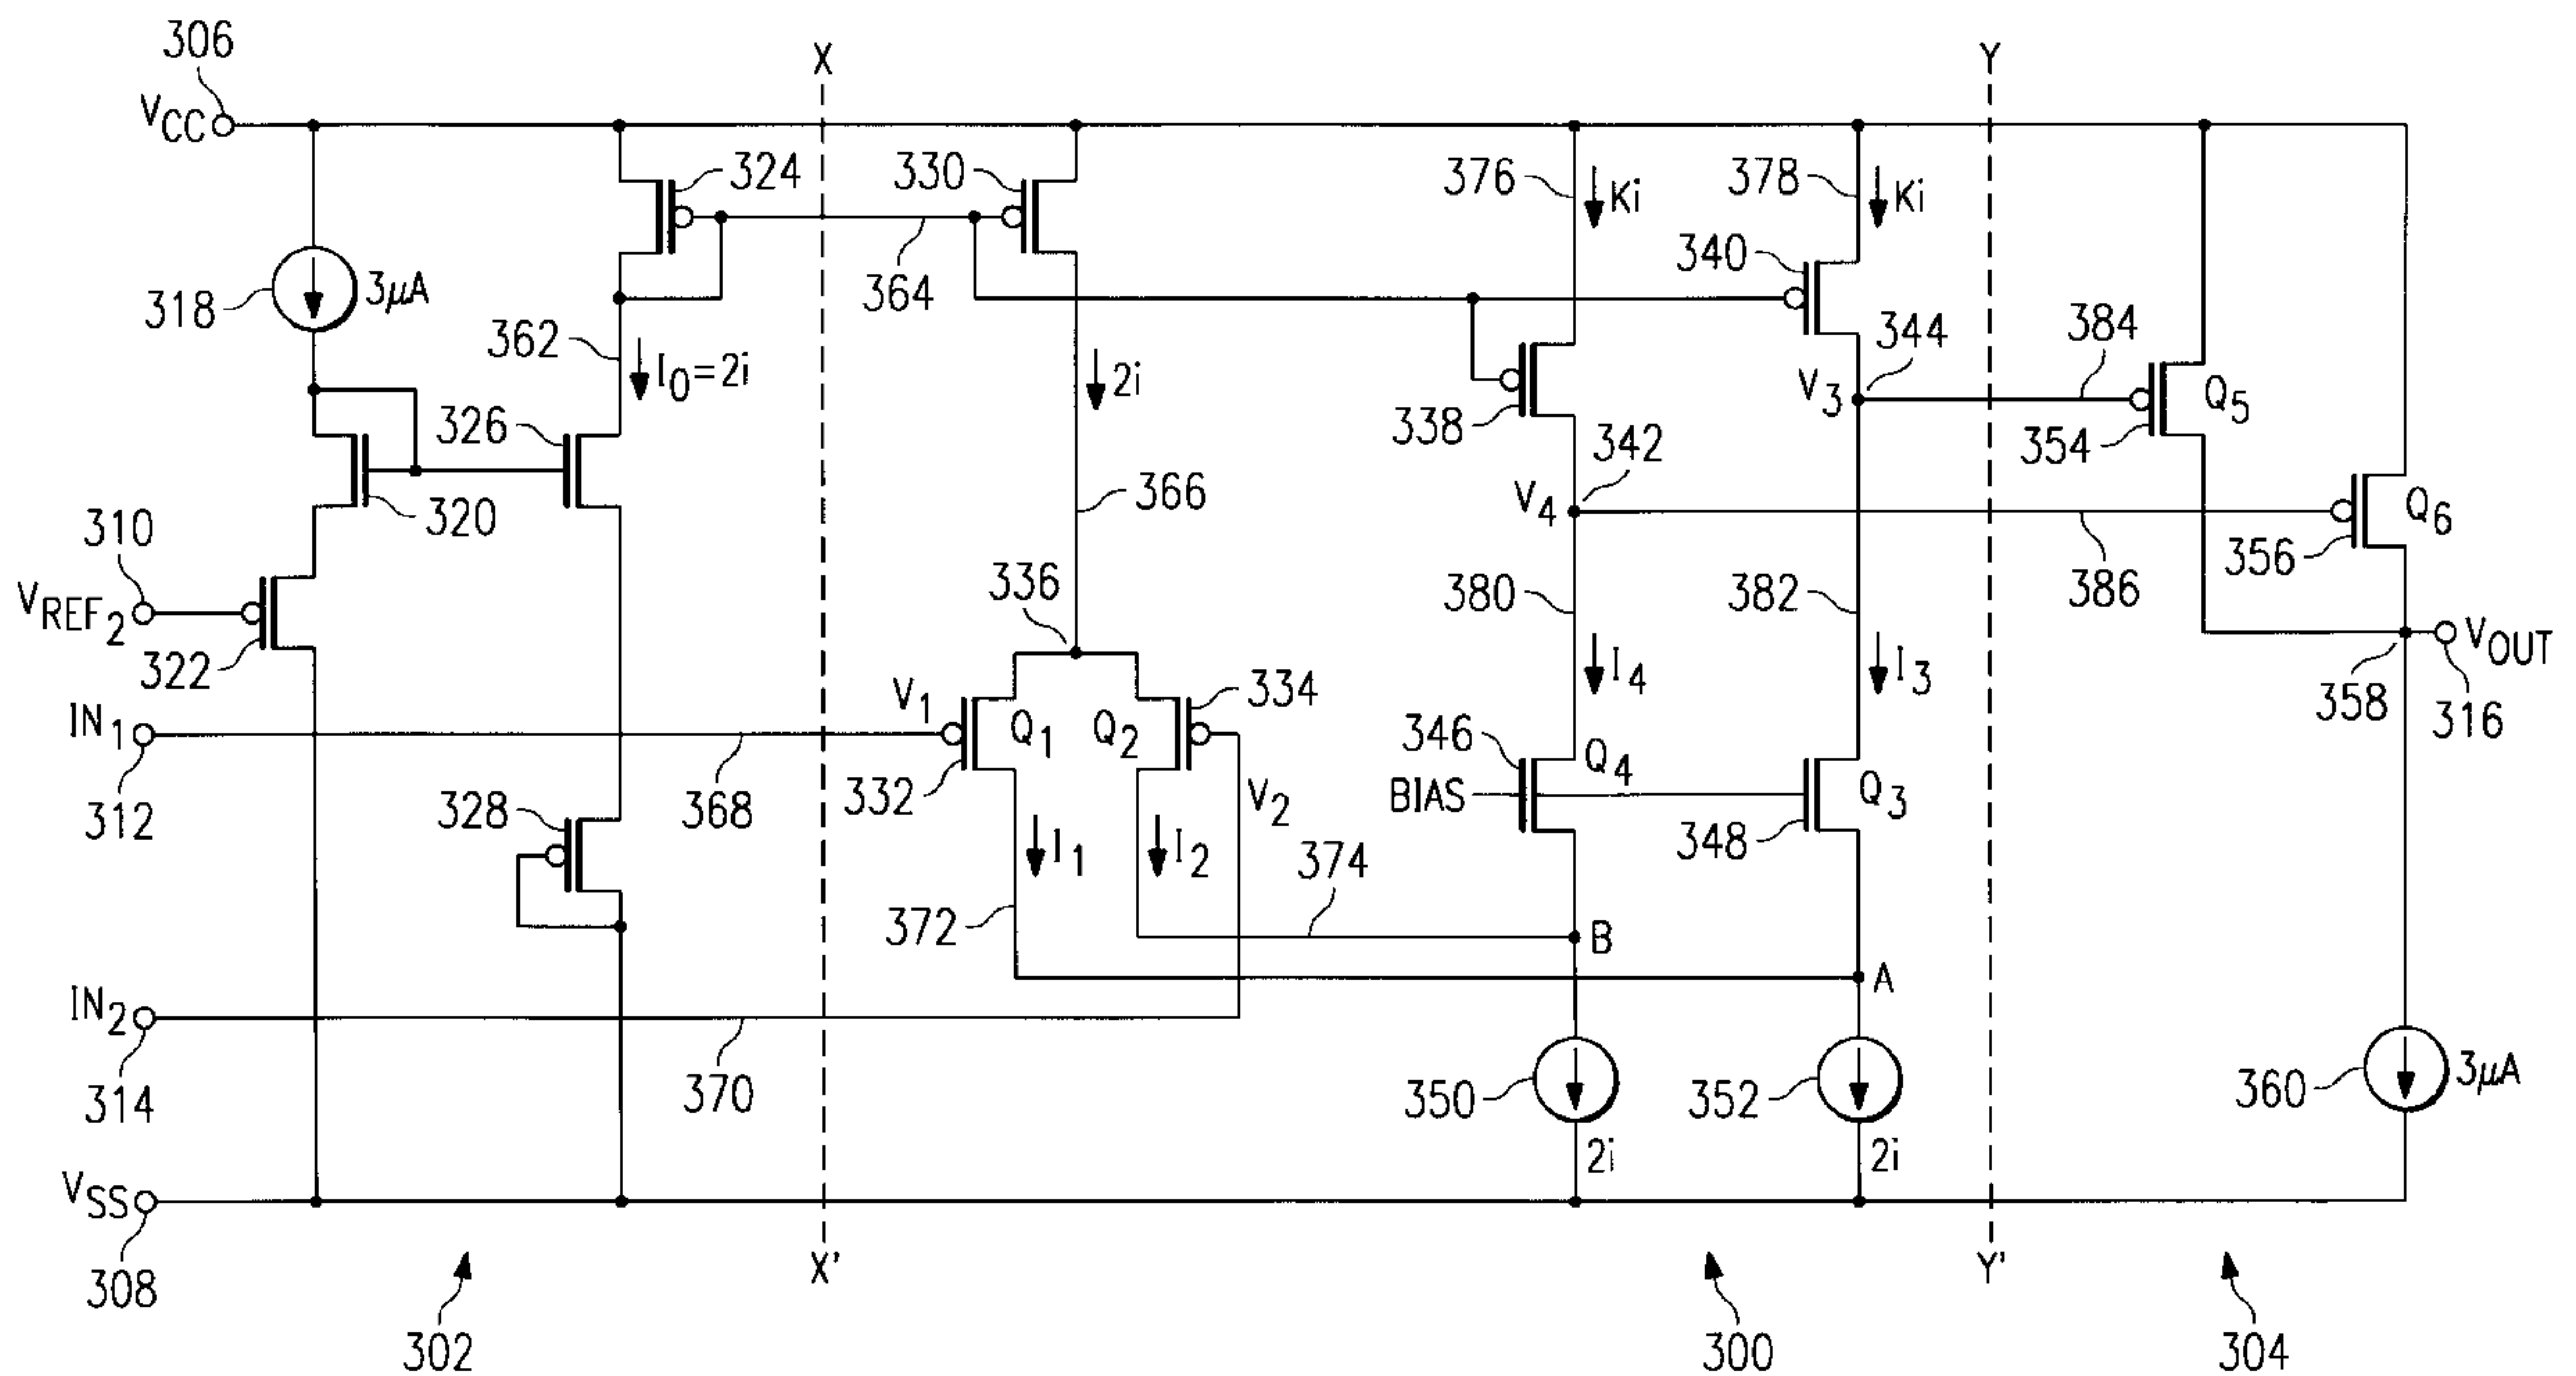 306
X
Y
VCC
324
330
376
Ki
378
Ki
340
318
3μA
364
344
384
362
I0=2i
2i
V3
Q5
326
338
354
342
320
366
V4
Q6
310
356
VREF2
336
380
382
386
322
334
I4
I3
VOUT
IN1
V1
358
316
Q1
Q2
346
Q4
312
368
332
V2
BIAS
Q3
328
348
I1
I2
374
372
B
A
IN2
314
370
350
352
360
3μA
2i
2i
VSS
308
X'
Y'
302
300
304